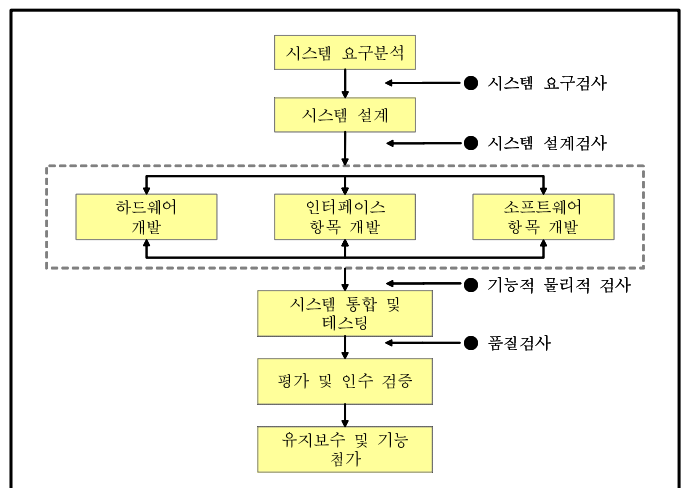 시스템 요구분석
시스템 요구검사
시스템 설계
시스템 설계검사
하드웨어
개발
인터페이스
항목 개발
소프트웨어
항목 개발
기능적 물리적 검사
시스템 통합 및
테스팅
품질검사
평가 및 인수 검증
유지보수 및 기능
첨가